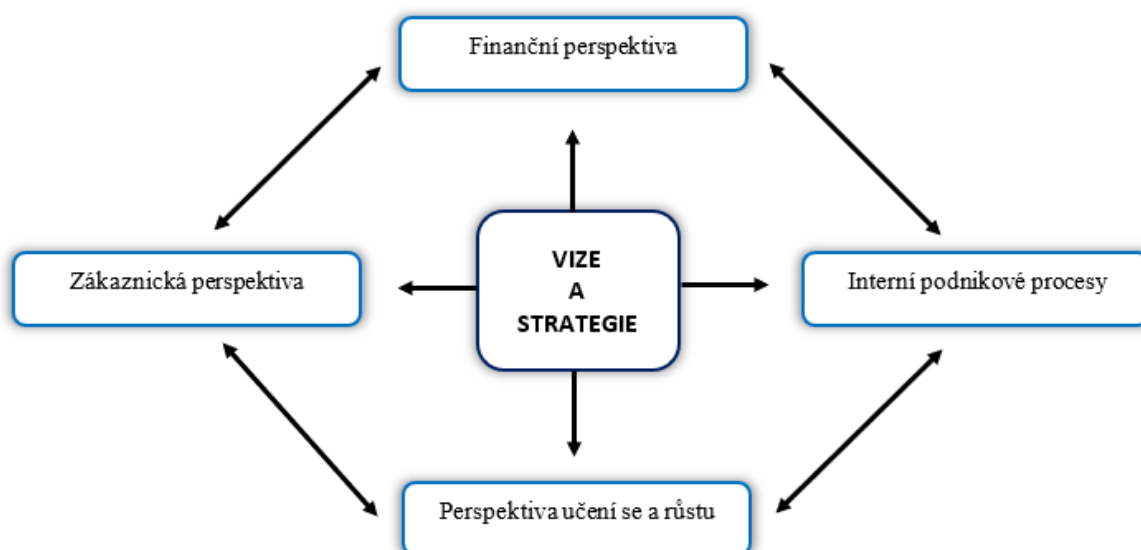 Finanční perspektiva
Zákaznická perspektiva
VIZE
A
STRATEGIE
Interní podnikové procesy
Perspektiva učení se a růstu